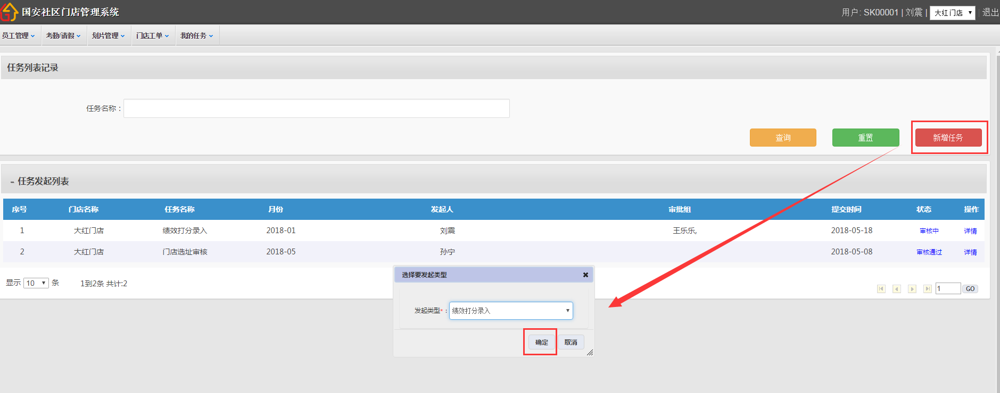 国安社区门店管理系统
用户: SK00001 | 刘震 | 大红门店 | 退出
员工管理 考勤/请假 划片管理 门店工单 我的任务
任务列表记录
任务名称：
查询 重置 新增任务
- 任务发起列表
序号 门店名称 任务名称 月份 发起人 审批组 提交时间 状态 操作
1 大红门店 绩效打分录入 2018-01 刘震 王乐乐, 2018-05-18 审核中 详情
2 大红门店 门店选址审核 2018-05 孙宁 2018-05-08 审核通过 详情
显示 10 条 1到2条 共计:2
1 GO
选择要发起类型
发起类型*： 绩效打分录入
确定 取消